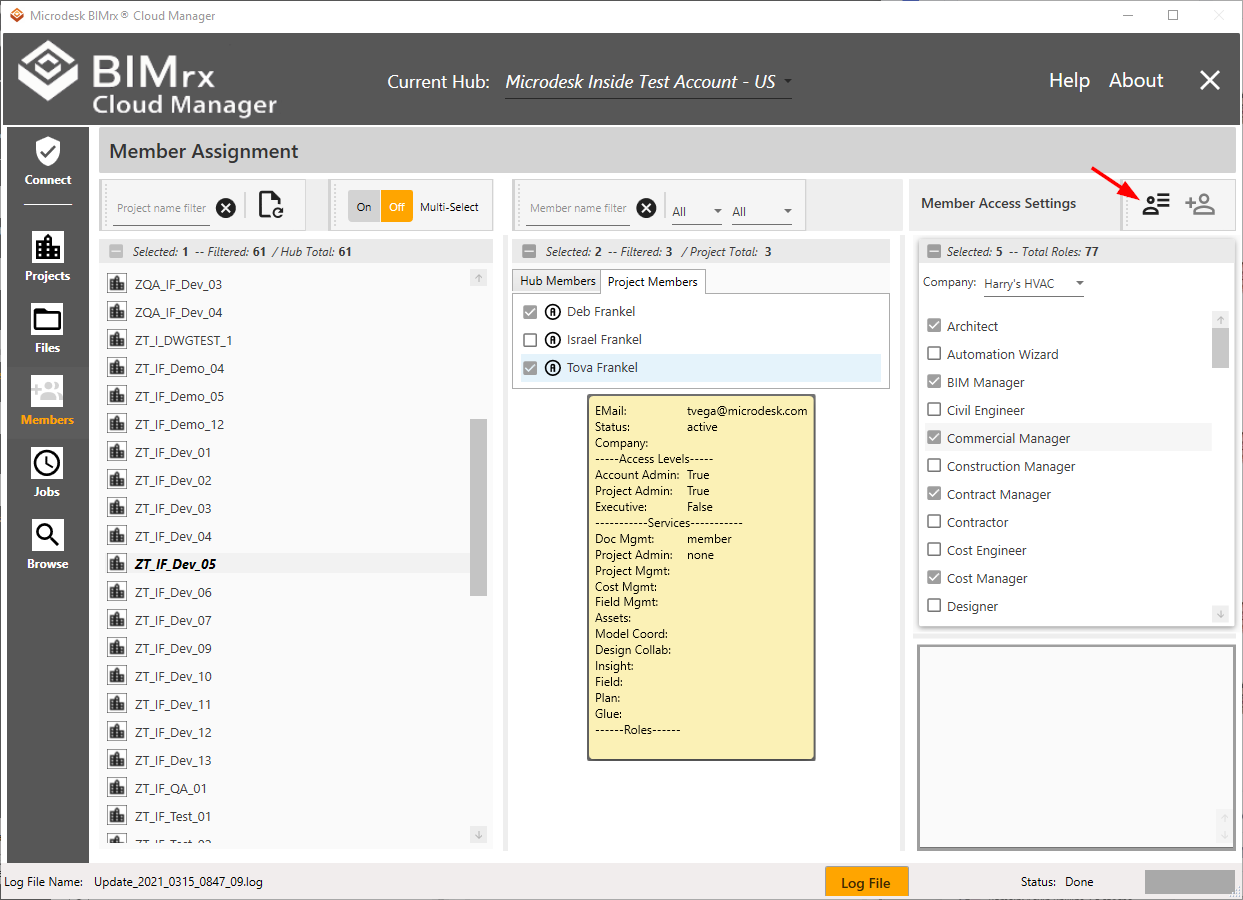 Microdesk BIMrx® Cloud Manager
BIMrx
Cloud Manager
Current Hub: Microdesk Inside Test Account - US
Help About
Connect
Projects
Files
Members
Jobs
Browse
Member Assignment
Project name filter
On Off Multi-Select
Selected: 1 -- Filtered: 61 / Hub Total: 61
ZQA_IF_Dev_03
ZQA_IF_Dev_04
ZT_I_DWGTEST_1
ZT_IF_Demo_04
ZT_IF_Demo_05
ZT_IF_Demo_12
ZT_IF_Dev_01
ZT_IF_Dev_02
ZT_IF_Dev_03
ZT_IF_Dev_04
ZT_IF_Dev_05
ZT_IF_Dev_06
ZT_IF_Dev_07
ZT_IF_Dev_09
ZT_IF_Dev_10
ZT_IF_Dev_11
ZT_IF_Dev_12
ZT_IF_Dev_13
ZT_IF_QA_01
ZT_IF_Test_01
Member name filter
All All
Selected: 2 -- Filtered: 3 / Project Total: 3
Hub Members Project Members
Deb Frankel
Israel Frankel
Tova Frankel
EMail: tvega@microdesk.com
Status: active
Company:
-----Access Levels-----
Account Admin: True
Project Admin: True
Executive: False
-----------Services-----------
Doc Mgmt: member
Project Admin: none
Project Mgmt:
Cost Mgmt:
Field Mgmt:
Assets:
Model Coord:
Design Collab:
Insight:
Field:
Plan:
Glue:
------Roles------
Member Access Settings
Selected: 5 -- Total Roles: 77
Company: Harry's HVAC
Architect
Automation Wizard
BIM Manager
Civil Engineer
Commercial Manager
Construction Manager
Contract Manager
Contractor
Cost Engineer
Cost Manager
Designer
Log File Name: Update_2021_0315_0847_09.log
Log File
Status: Done